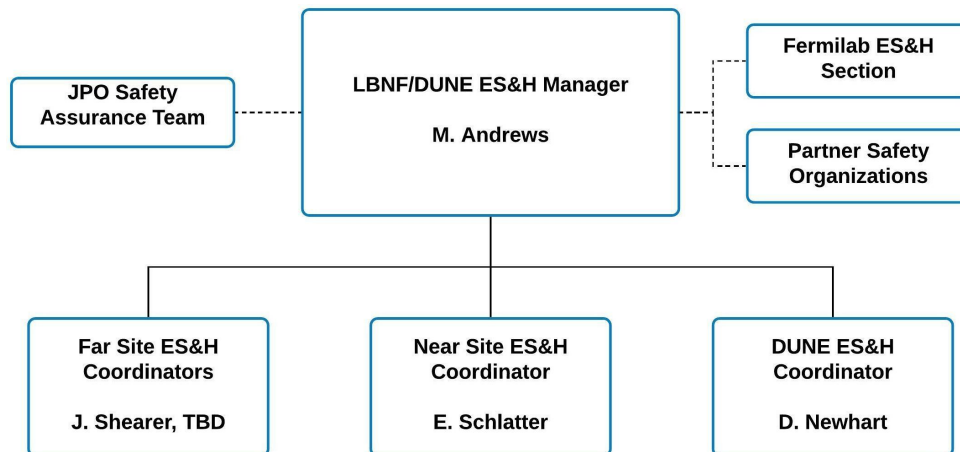 Fermilab ES&H
Section
JPO Safety
Assurance Team
LBNF/DUNE ES&H Manager
M. Andrews
Partner Safety
Organizations
Far Site ES&H
Coordinators
J. Shearer, TBD
Near Site ES&H
Coordinator
E. Schlatter
DUNE ES&H
Coordinator
D. Newhart